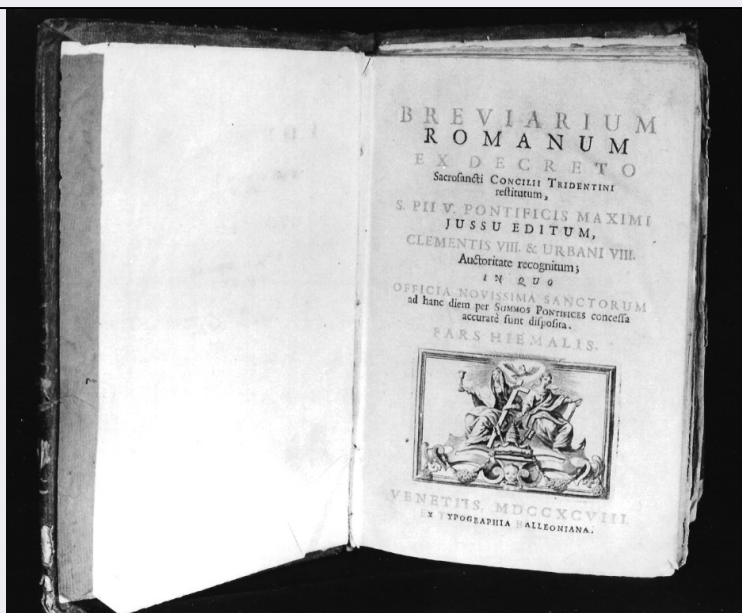 BREVIARIUM
ROMANUM
EX DECRETO
Sacrosancti CONCILII TRIDENTINI
restitutum,
S. PII V. PONTIFICIS MAXIMI
JUSSU EDITUM,
CLEMENTIS VIII. & URBANI VIII.
Auctoritate recognitum;
IN QUO
OFFICIA NOVISSIMA SANCTORUM
ad hanc diem per SUMMOS PONTIFICES concessa
accuratè sunt disposita.
PARS HIEMALIS.
VENETIIS, MDCCXCVIII.
EX TYPOGRAPHIA BALLEONIANA.